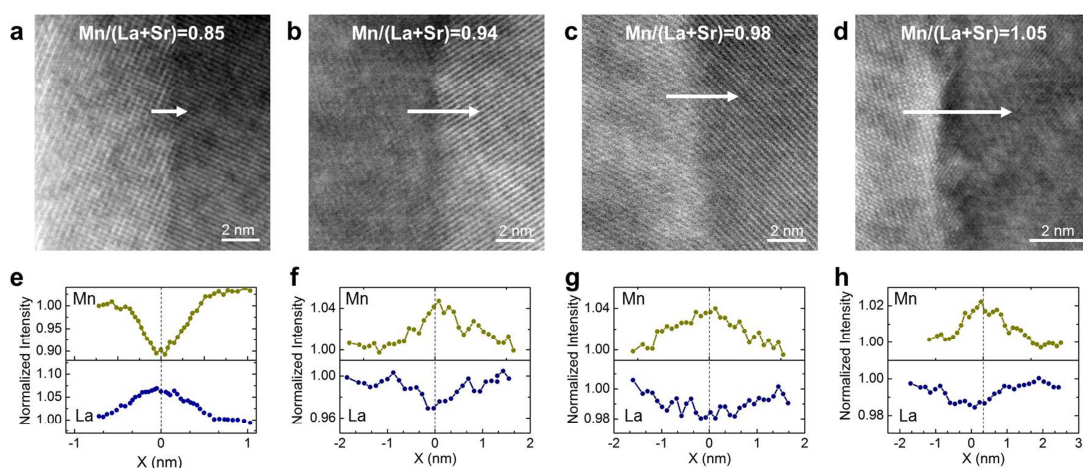 a Mn/(La+Sr)=0.85
b Mn/(La+Sr)=0.94
c Mn/(La+Sr)=0.98
d Mn/(La+Sr)=1.05
2 nm
2 nm
2 nm
2 nm
e
Normalized Intensity
Mn
1.00
0.95
0.90
La
1.10
1.05
1.00
-1 0 1
X (nm)
f
Normalized Intensity
Mn
1.04
1.00
La
1.00
0.96
-2 -1 0 1 2
X (nm)
g
Normalized Intensity
Mn
1.04
1.00
La
1.00
0.98
-2 -1 0 1 2
X (nm)
h
Normalized Intensity
Mn
1.02
1.00
La
1.00
0.98
-2 -1 0 1 2 3
X (nm)